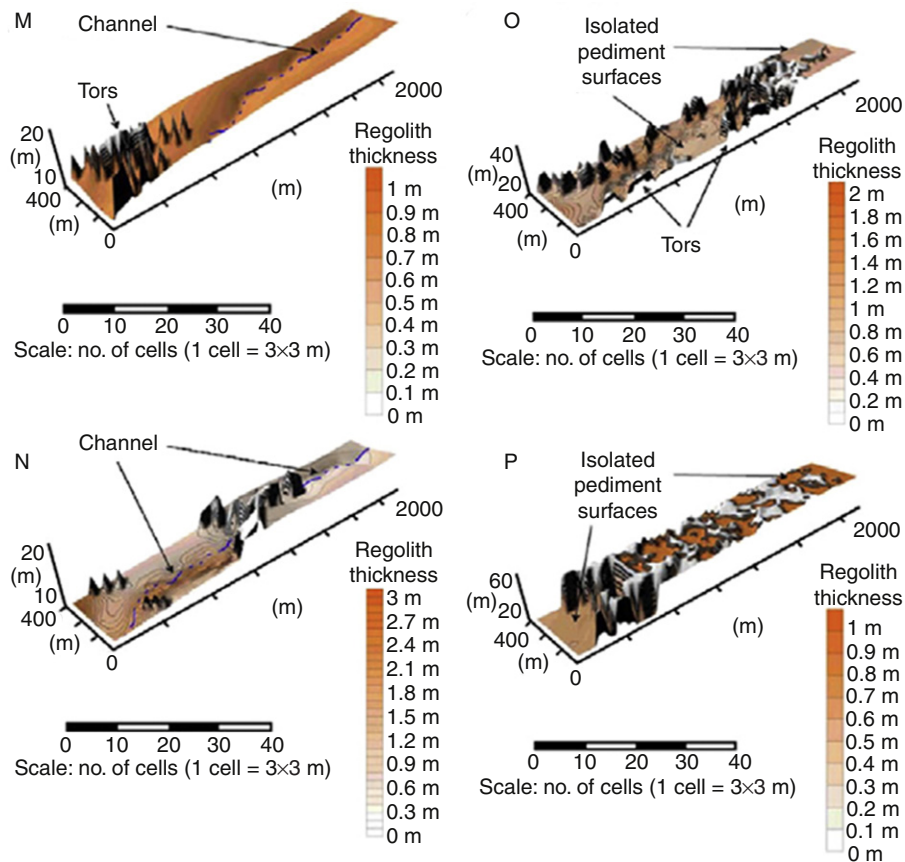 M
Channel
Tors
20
(m)
10
400
(m)
0
(m)
2000
Regolith
thickness
1 m
0.9 m
0.8 m
0.7 m
0.6 m
0.5 m
0.4 m
0.3 m
0.2 m
0.1 m
0 m
0 10 20 30 40
Scale: no. of cells (1 cell = 3×3 m)
O
Isolated
pediment
surfaces
Tors
40
(m)
20
400
(m)
0
(m)
2000
Regolith
thickness
2 m
1.8 m
1.6 m
1.4 m
1.2 m
1 m
0.8 m
0.6 m
0.4 m
0.2 m
0 m
0 10 20 30 40
Scale: no. of cells (1 cell = 3×3 m)
N
Channel
20
(m)
10
400
(m)
0
(m)
2000
Regolith
thickness
3 m
2.7 m
2.4 m
2.1 m
1.8 m
1.5 m
1.2 m
0.9 m
0.6 m
0.3 m
0 m
0 10 20 30 40
Scale: no. of cells (1 cell = 3×3 m)
P
Isolated
pediment
surfaces
60
(m)
20
400
(m)
0
(m)
2000
Regolith
thickness
1 m
0.9 m
0.8 m
0.7 m
0.6 m
0.5 m
0.4 m
0.3 m
0.2 m
0.1 m
0 m
0 10 20 30 40
Scale: no. of cells (1 cell = 3×3 m)